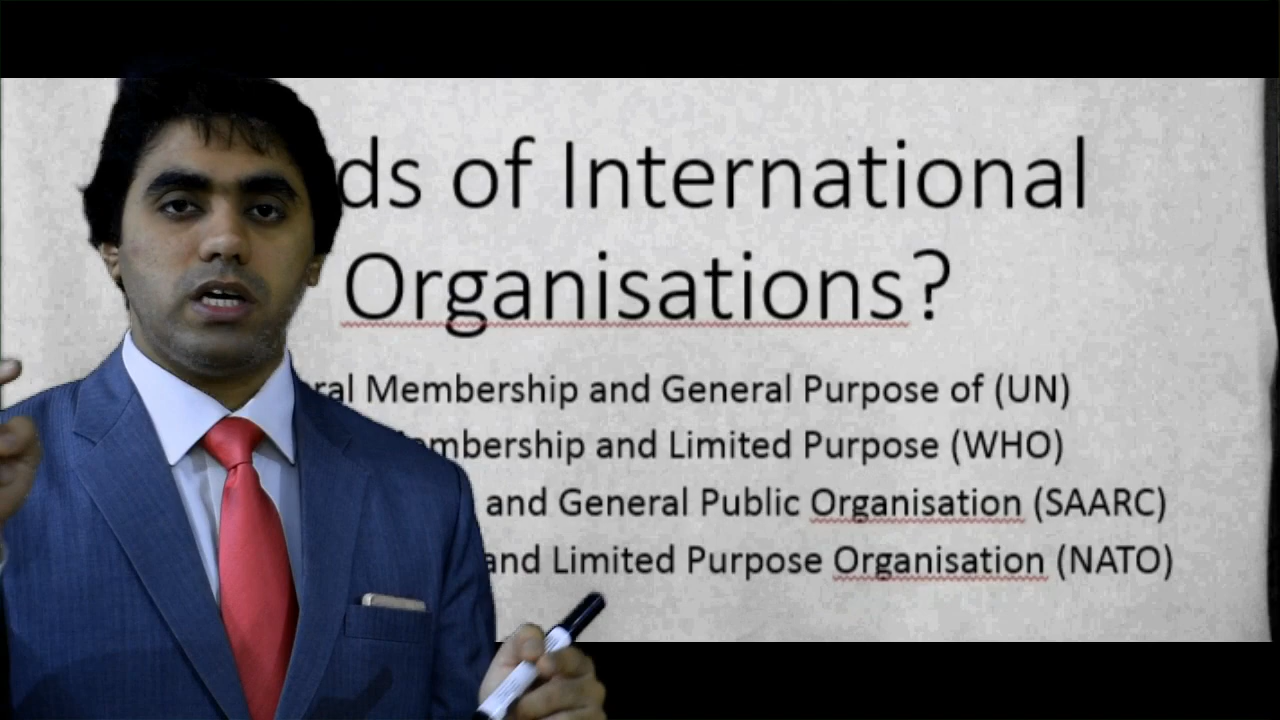 ds of International
Organisations?
ral Membership and General Purpose of (UN)
embership and Limited Purpose (WHO)
and General Public Organisation (SAARC)
and Limited Purpose Organisation (NATO)